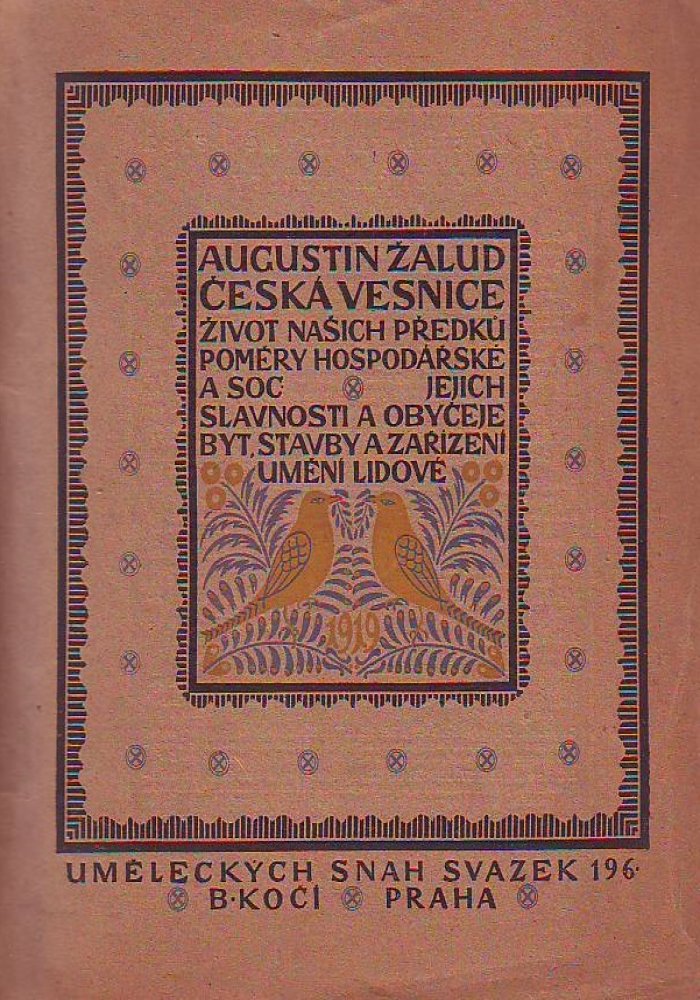 AUGUSTIN ŽALUD
ČESKÁ VESNICE
ŽIVOT NAŠICH PŘEDKŮ
POMĚRY HOSPODÁŘSKÉ
A SOC JEJICH
SLAVNOSTI A OBYČEJE
BYT, STAVBY A ZAŘÍZENÍ
UMĚNÍ LIDOVÉ
1919
UMĚLECKÝCH SNAH SVAZEK 196.
B·KOČÍ PRAHA